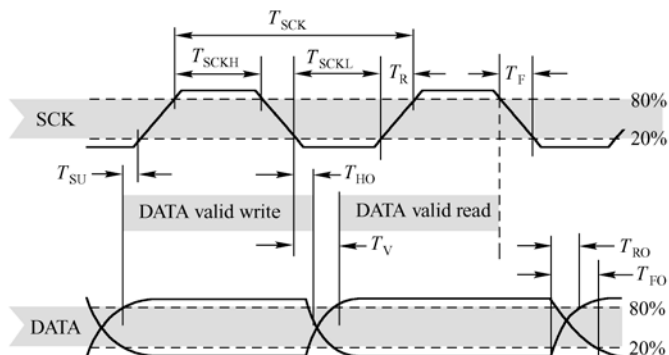 T_SCK
T_SCKH T_SCKL T_R T_F
80%
SCK
20%
T_SU T_HO
DATA valid write DATA valid read
T_V T_RO
T_FO
80%
DATA
20%